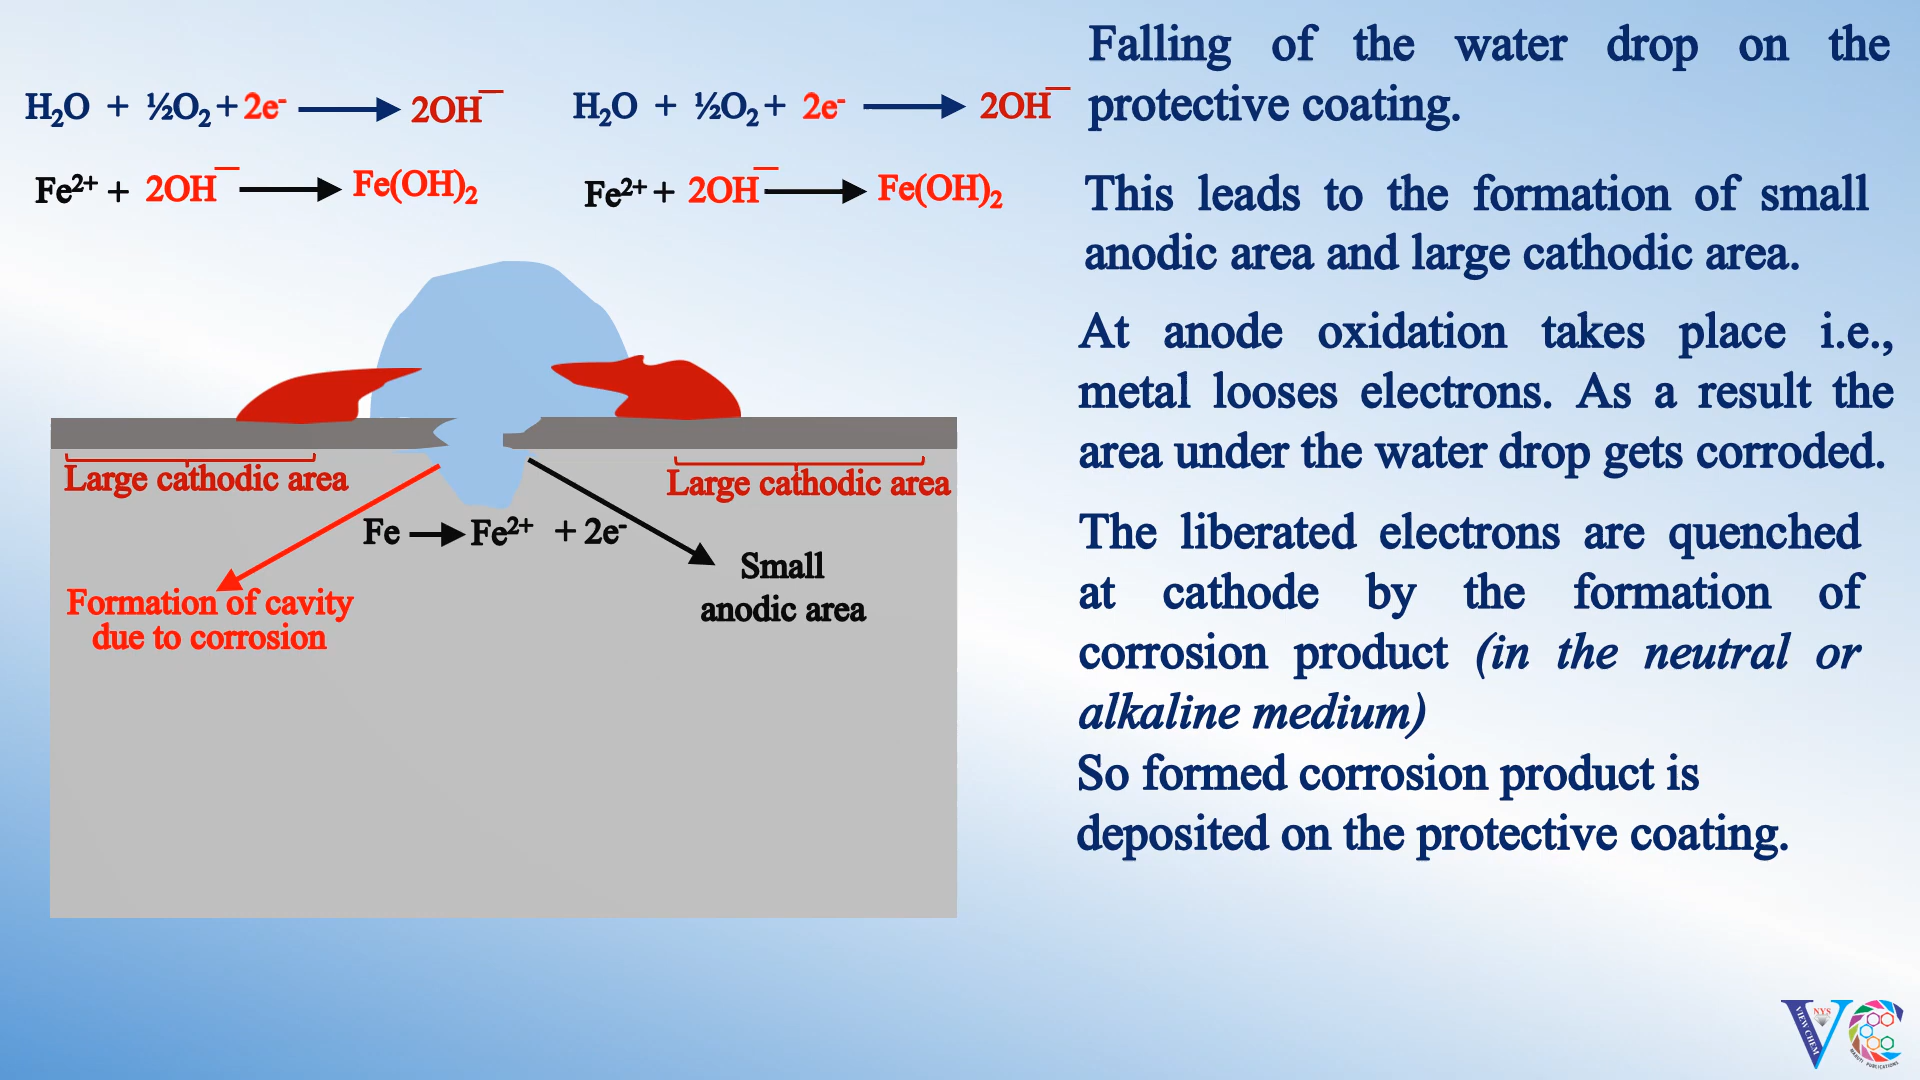 H₂O + ½O₂ + 2e⁻ ⟶ 2OH⁻
H₂O + ½O₂ + 2e⁻ ⟶ 2OH⁻
Fe²⁺ + 2OH⁻ ⟶ Fe(OH)₂
Fe²⁺ + 2OH⁻ ⟶ Fe(OH)₂
Large cathodic area
Large cathodic area
Fe ⟶ Fe²⁺ + 2e⁻
Small
anodic area
Formation of cavity
due to corrosion
Falling of the water drop on the
protective coating.
This leads to the formation of small
anodic area and large cathodic area.
At anode oxidation takes place i.e.,
metal looses electrons. As a result the
area under the water drop gets corroded.
The liberated electrons are quenched
at cathode by the formation of
corrosion product (in the neutral or
alkaline medium)
So formed corrosion product is
deposited on the protective coating.
VIEW CHEM
NYS
VC
PUBLICATIONS